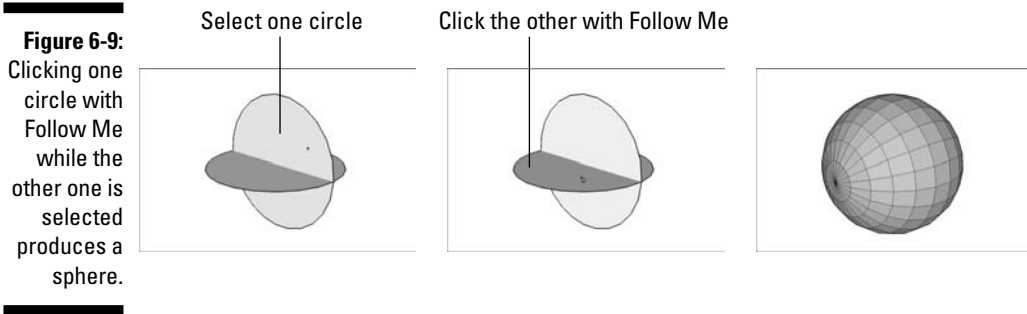 Select one circle
Click the other with Follow Me
Figure 6-9:
Clicking one
circle with
Follow Me
while the
other one is
selected
produces a
sphere.